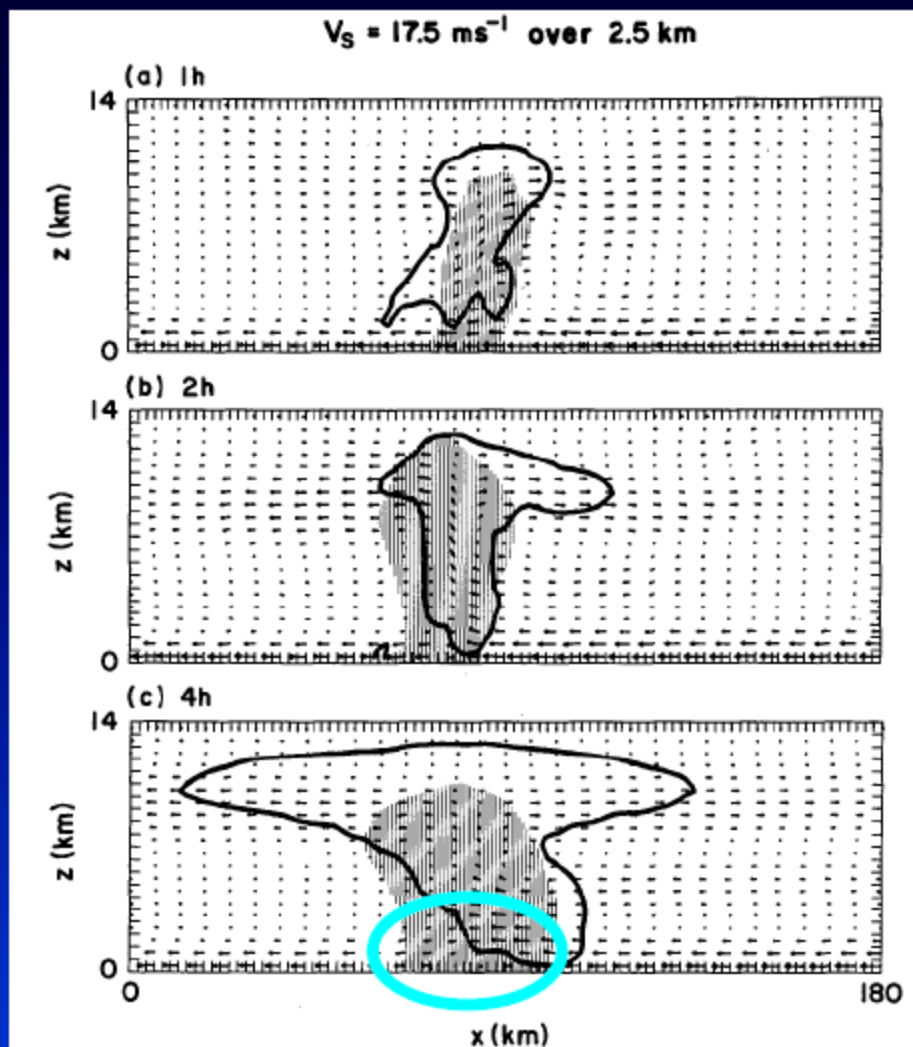 V_S = 17.5 ms⁻¹ over 2.5 km
(a) 1h
14
z (km)
0
(b) 2h
14
z (km)
0
(c) 4h
14
z (km)
0
0 180
x (km)